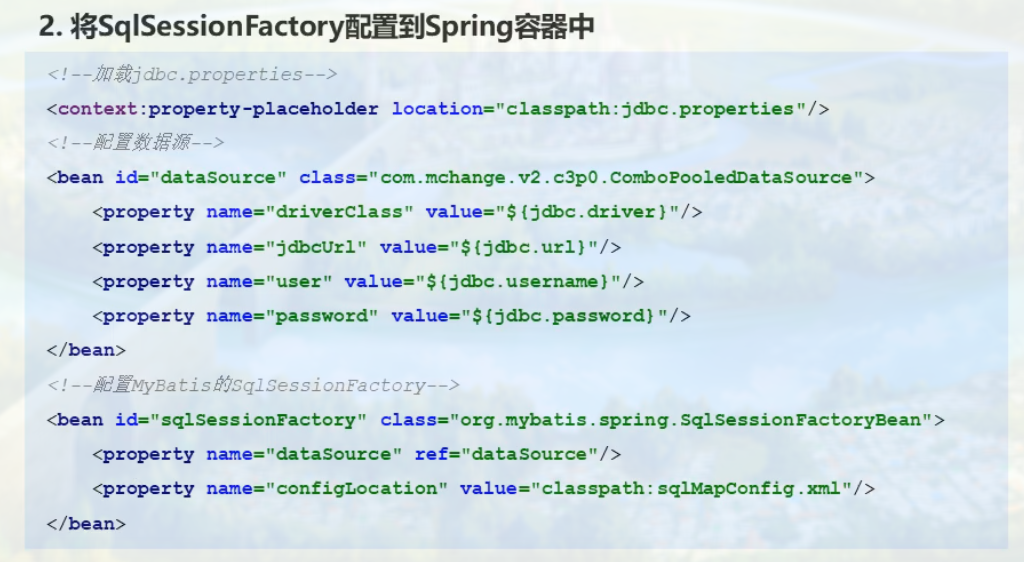 2. 将SqlSessionFactory配置到Spring容器中
<!--加载jdbc.properties-->
<context:property-placeholder location="classpath:jdbc.properties"/>
<!--配置数据源-->
<bean id="dataSource" class="com.mchange.v2.c3p0.ComboPooledDataSource">
    <property name="driverClass" value="${jdbc.driver}"/>
    <property name="jdbcUrl" value="${jdbc.url}"/>
    <property name="user" value="${jdbc.username}"/>
    <property name="password" value="${jdbc.password}"/>
</bean>
<!--配置MyBatis的SqlSessionFactory-->
<bean id="sqlSessionFactory" class="org.mybatis.spring.SqlSessionFactoryBean">
    <property name="dataSource" ref="dataSource"/>
    <property name="configLocation" value="classpath:sqlMapConfig.xml"/>
</bean>